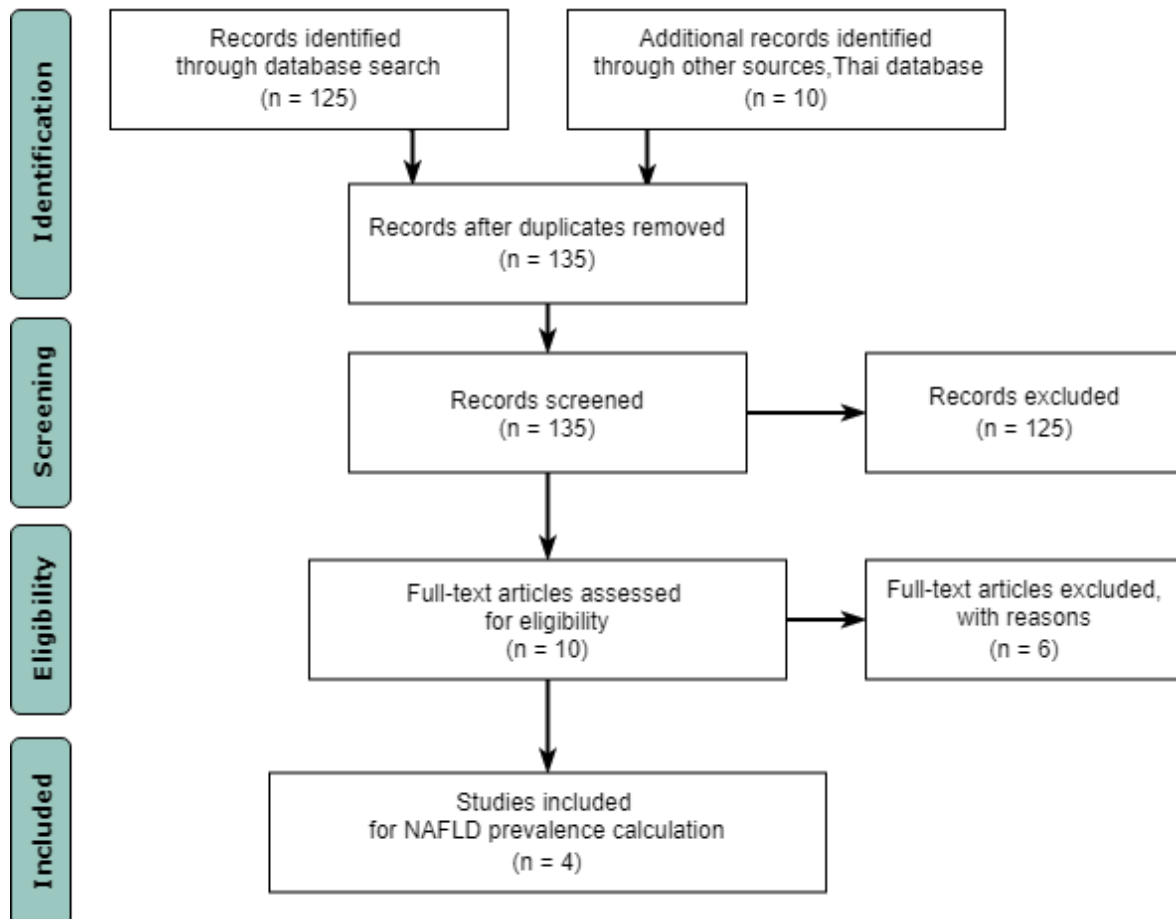 Identification
Records identified
through database search
(n = 125)
Additional records identified
through other sources,Thai database
(n = 10)
Records after duplicates removed
(n = 135)
Screening
Records screened
(n = 135)
Records excluded
(n = 125)
Eligibility
Full-text articles assessed
for eligibility
(n = 10)
Full-text articles excluded,
with reasons
(n = 6)
Included
Studies included
for NAFLD prevalence calculation
(n = 4)